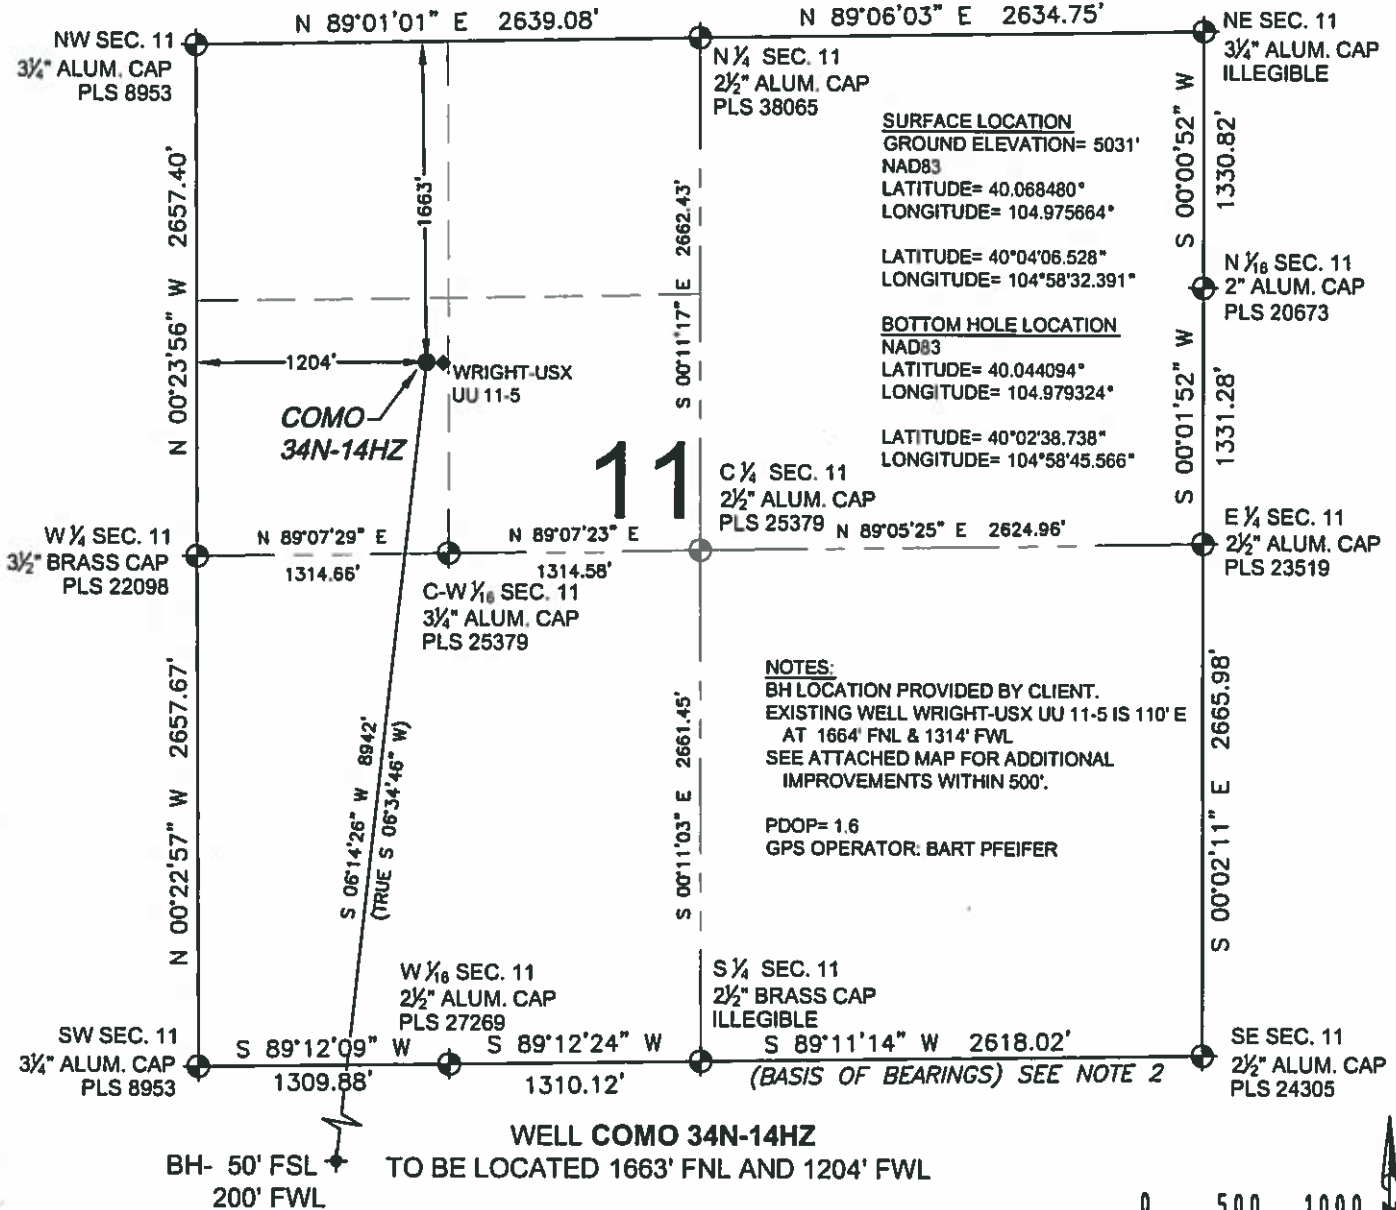 N 89°01'01" E 2639.08'
N 89°06'03" E 2634.75'
NW SEC. 11
3¼" ALUM. CAP
PLS 8953
N ¼ SEC. 11
2½" ALUM. CAP
PLS 38065
NE SEC. 11
3¼" ALUM. CAP
ILLEGIBLE
SURFACE LOCATION
GROUND ELEVATION= 5031'
NAD83
LATITUDE= 40.068480°
LONGITUDE= 104.975664°
LATITUDE= 40°04'06.528"
LONGITUDE= 104°58'32.391"
BOTTOM HOLE LOCATION
NAD83
LATITUDE= 40.044094°
LONGITUDE= 104.979324°
LATITUDE= 40°02'38.738"
LONGITUDE= 104°58'45.566"
N 00°23'56" W 2657.40'
1663'
S 00°11'17" E 2662.43'
S 00°00'52" W
1330.82'
N 1⁄16 SEC. 11
2" ALUM. CAP
PLS 20673
S 00°01'52" W
1331.28'
1204'
WRIGHT-USX
UU 11-5
COMO
34N-14HZ
11
C ¼ SEC. 11
2½" ALUM. CAP
PLS 25379
W ¼ SEC. 11
3½" BRASS CAP
PLS 22098
N 89°07'29" E
1314.66'
N 89°07'23" E
1314.58'
N 89°05'25" E 2624.96'
E ¼ SEC. 11
2½" ALUM. CAP
PLS 23519
C-W 1⁄16 SEC. 11
3¼" ALUM. CAP
PLS 25379
NOTES:
BH LOCATION PROVIDED BY CLIENT.
EXISTING WELL WRIGHT-USX UU 11-5 IS 110' E
AT 1664' FNL & 1314' FWL
SEE ATTACHED MAP FOR ADDITIONAL
IMPROVEMENTS WITHIN 500'.
PDOP= 1.6
GPS OPERATOR: BART PFEIFER
N 00°22'57" W 2657.67'
S 06°14'26" W 8942'
(TRUE S 06°34'46" W)
S 00°11'03" E 2661.45'
S 00°02'11" E 2665.98'
W 1⁄16 SEC. 11
2½" ALUM. CAP
PLS 27269
S ¼ SEC. 11
2½" BRASS CAP
ILLEGIBLE
SW SEC. 11
3¼" ALUM. CAP
PLS 8953
S 89°12'09" W
1309.88'
S 89°12'24" W
1310.12'
S 89°11'14" W 2618.02'
(BASIS OF BEARINGS) SEE NOTE 2
SE SEC. 11
2½" ALUM. CAP
PLS 24305
BH- 50' FSL
200' FWL
WELL COMO 34N-14HZ
TO BE LOCATED 1663' FNL AND 1204' FWL
0 500 1000